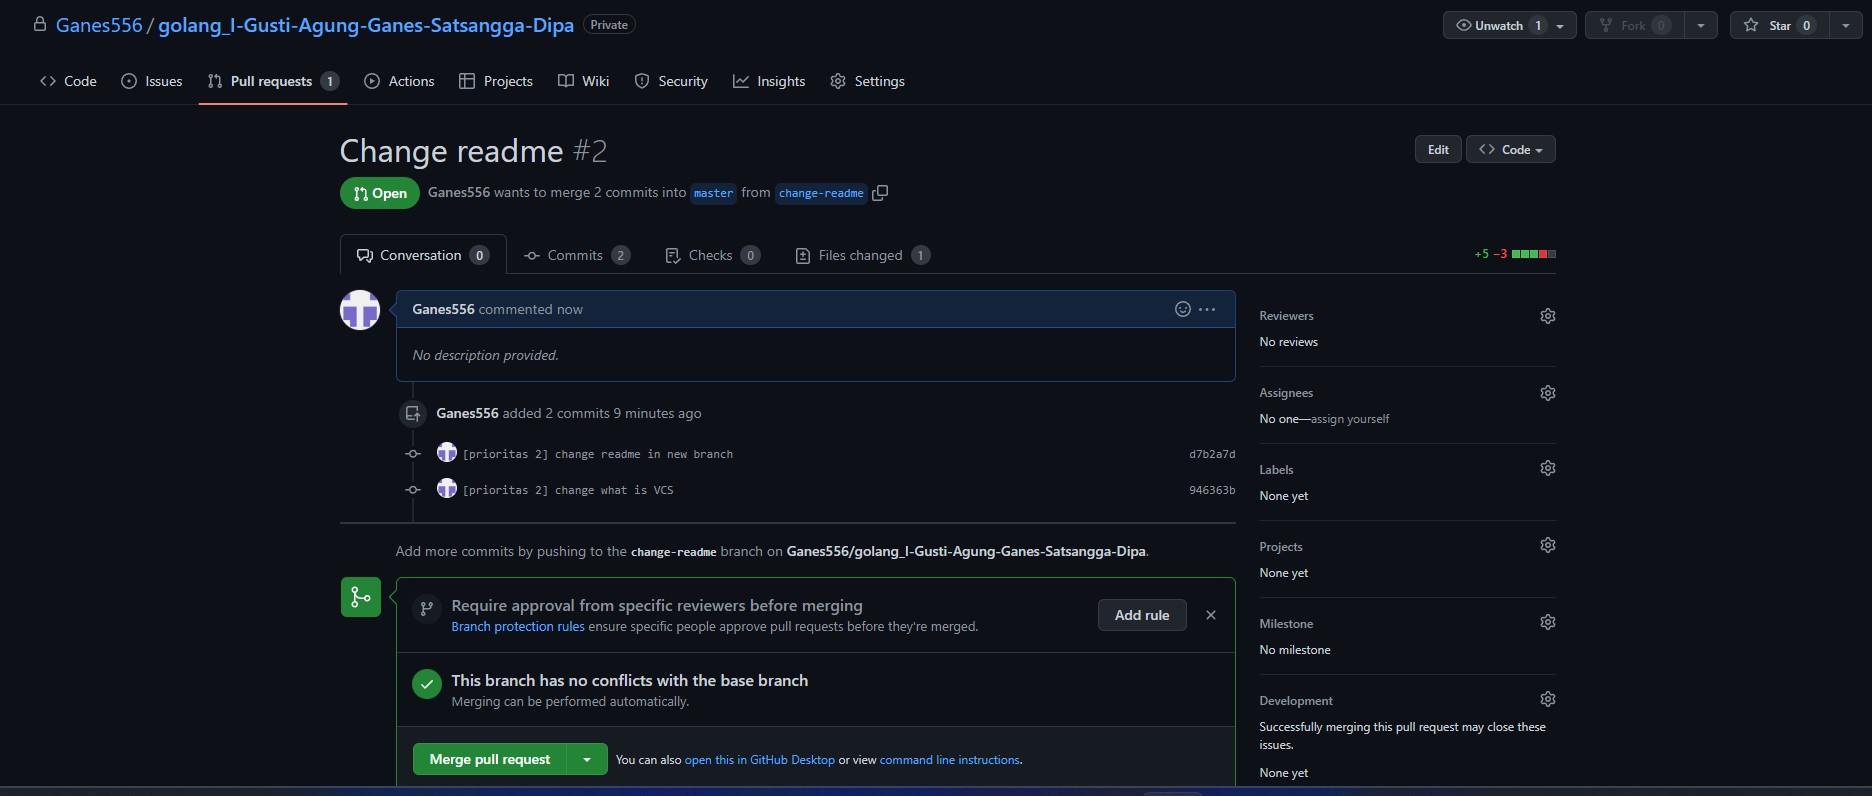 Ganes556 / golang_I-Gusti-Agung-Ganes-Satsangga-Dipa Private
Unwatch 1
Fork 0
Star 0
Code
Issues
Pull requests 1
Actions
Projects
Wiki
Security
Insights
Settings
Change readme #2
Edit
Code
Open
Ganes556 wants to merge 2 commits into master from change-readme
Conversation 0
Commits 2
Checks 0
Files changed 1
+5 −3
Ganes556 commented now
No description provided.
Ganes556 added 2 commits 9 minutes ago
[prioritas 2] change readme in new branch d7b2a7d
[prioritas 2] change what is VCS 946363b
Add more commits by pushing to the change-readme branch on Ganes556/golang_I-Gusti-Agung-Ganes-Satsangga-Dipa.
Require approval from specific reviewers before merging
Branch protection rules ensure specific people approve pull requests before they're merged.
Add rule
This branch has no conflicts with the base branch
Merging can be performed automatically.
Merge pull request
You can also open this in GitHub Desktop or view command line instructions.
Reviewers
No reviews
Assignees
No one—assign yourself
Labels
None yet
Projects
None yet
Milestone
No milestone
Development
Successfully merging this pull request may close these
issues.
None yet